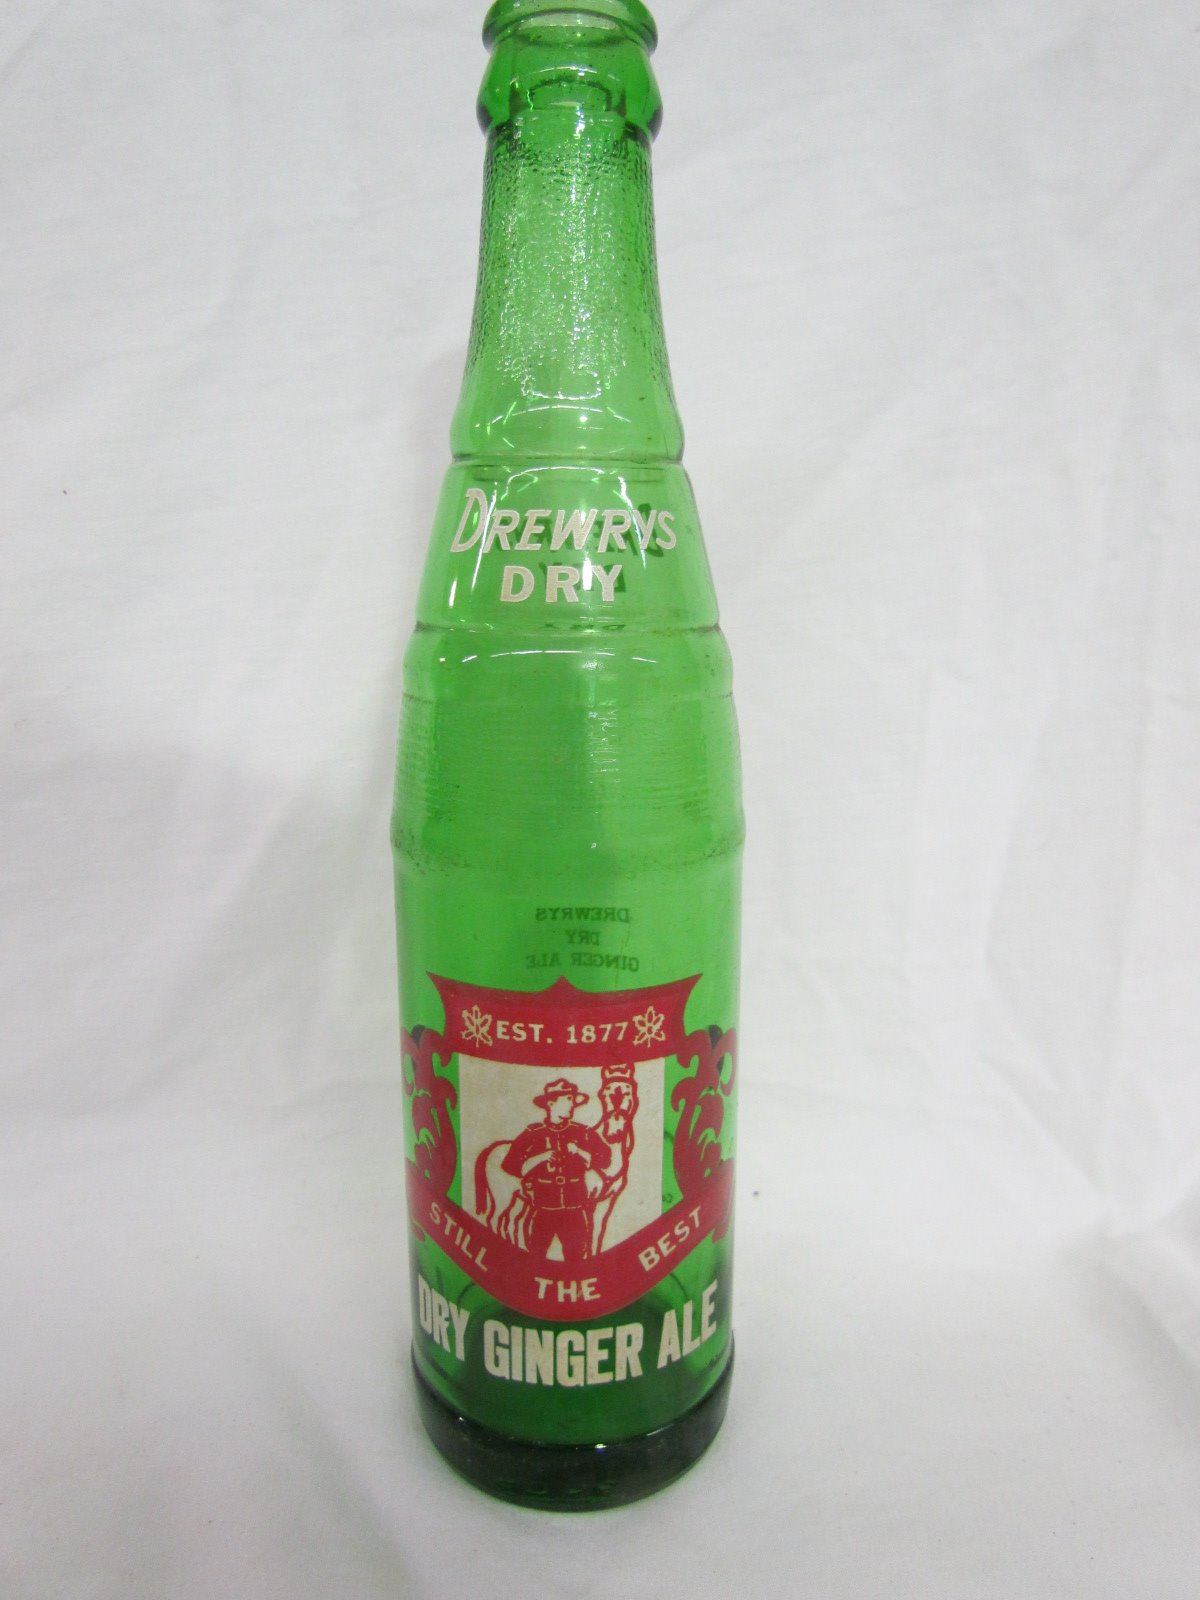 DREWRYS
DRY
DREWRYS
DRY
GINGER ALE
EST. 1877
STILL THE BEST
DRY GINGER ALE